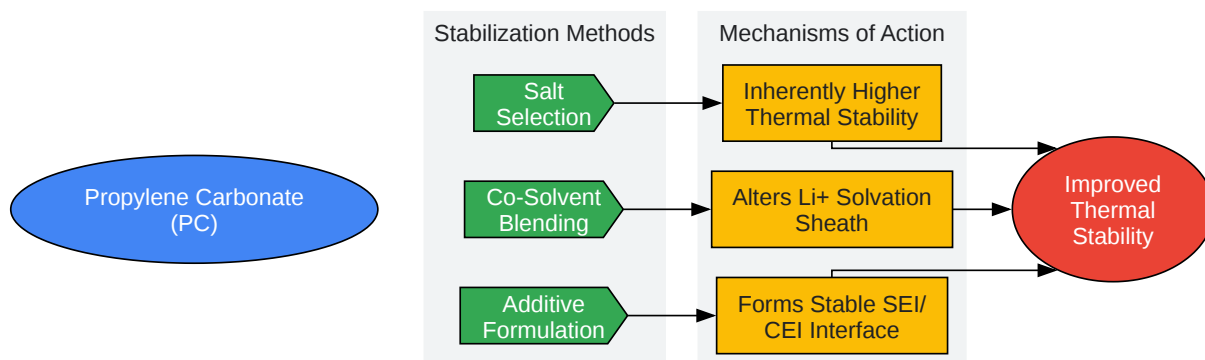 Stabilization Methods
Mechanisms of Action
Salt
Selection
Inherently Higher
Thermal Stability
Propylene Carbonate
(PC)
Co-Solvent
Blending
Alters Li+ Solvation
Sheath
Improved
Thermal
Stability
Additive
Formulation
Forms Stable SEI/
CEI Interface